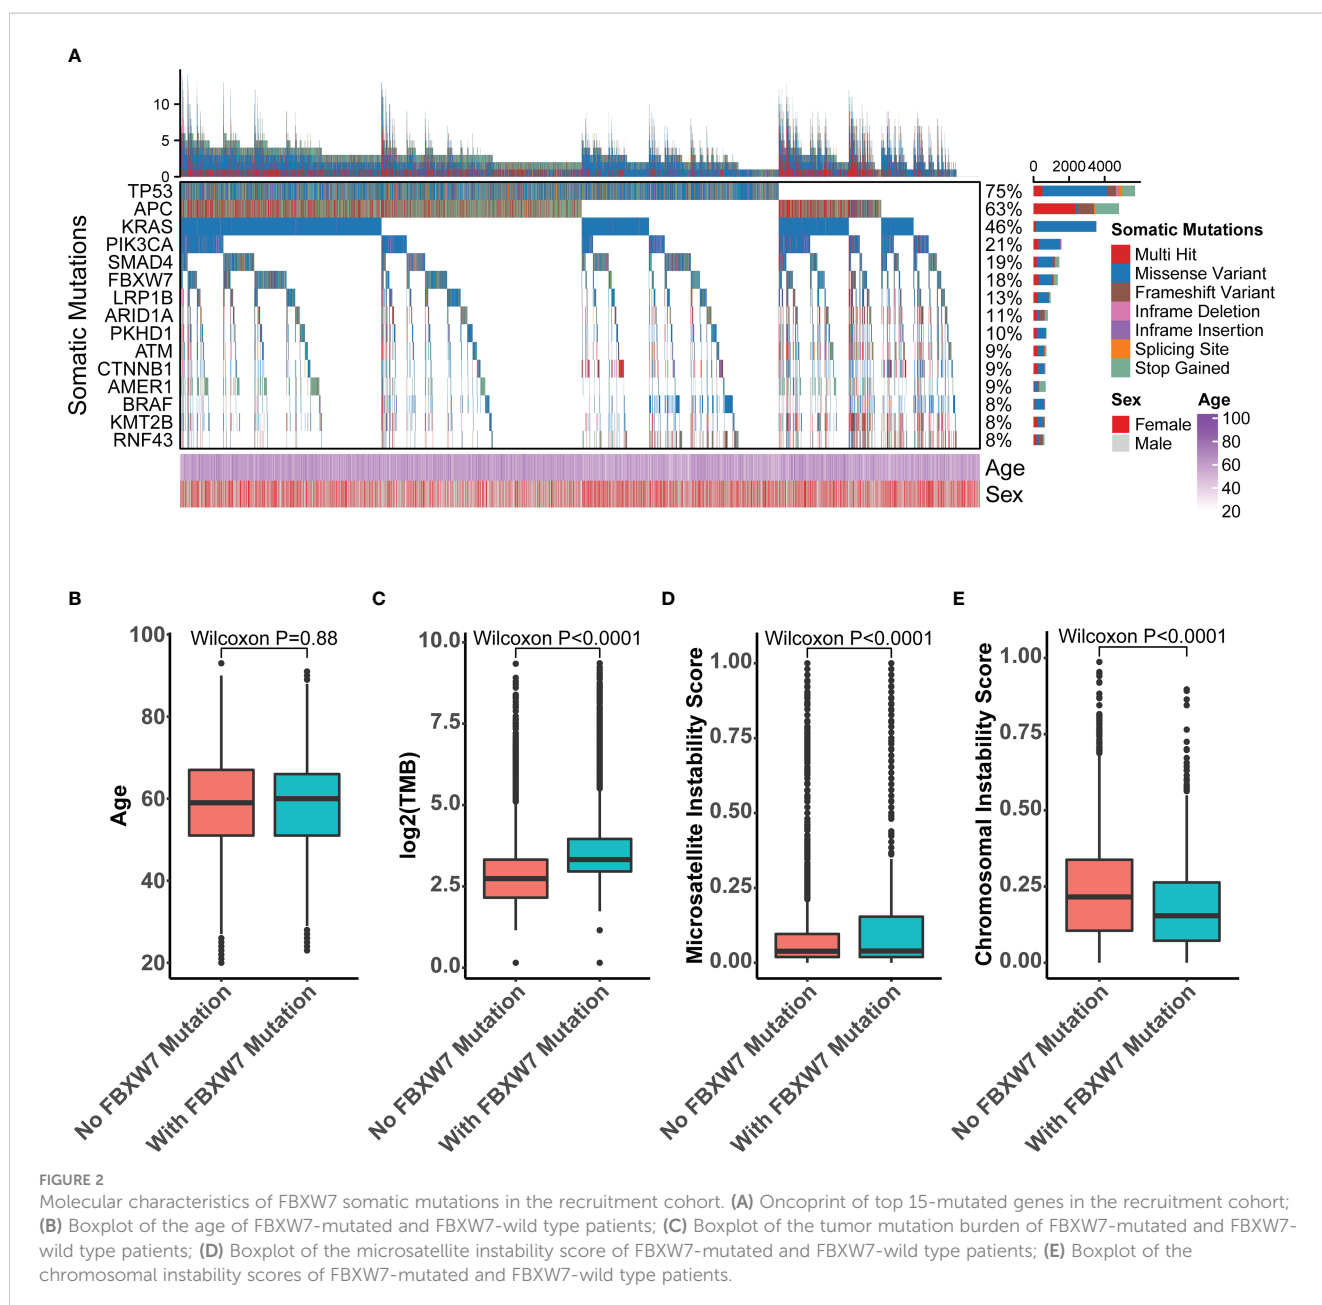 A
10
5
0
Somatic Mutations
TP53
APC
KRAS
PIK3CA
SMAD4
FBXW7
LRP1B
ARID1A
PKHD1
ATM
CTNNB1
AMER1
BRAF
KMT2B
RNF43
75%
63%
46%
21%
19%
18%
13%
11%
10%
9%
9%
9%
8%
8%
8%
Age
Sex
0 2000 4000
Somatic Mutations
Multi Hit
Missense Variant
Frameshift Variant
Inframe Deletion
Inframe Insertion
Splicing Site
Stop Gained
Sex
Female
Male
Age
100
80
60
40
20
B
Wilcoxon P=0.88
Age
100
80
60
40
20
No FBXW7 Mutation
With FBXW7 Mutation
C
Wilcoxon P<0.0001
log2(TMB)
10.0
7.5
5.0
2.5
0.0
No FBXW7 Mutation
With FBXW7 Mutation
D
Wilcoxon P<0.0001
Microsatellite Instability Score
1.00
0.75
0.50
0.25
0.00
No FBXW7 Mutation
With FBXW7 Mutation
E
Wilcoxon P<0.0001
Chromosomal Instability Score
1.00
0.75
0.50
0.25
0.00
No FBXW7 Mutation
With FBXW7 Mutation
FIGURE 2
Molecular characteristics of FBXW7 somatic mutations in the recruitment cohort. (A) Oncoprint of top 15-mutated genes in the recruitment cohort;
(B) Boxplot of the age of FBXW7-mutated and FBXW7-wild type patients; (C) Boxplot of the tumor mutation burden of FBXW7-mutated and FBXW7-
wild type patients; (D) Boxplot of the microsatellite instability score of FBXW7-mutated and FBXW7-wild type patients; (E) Boxplot of the
chromosomal instability scores of FBXW7-mutated and FBXW7-wild type patients.